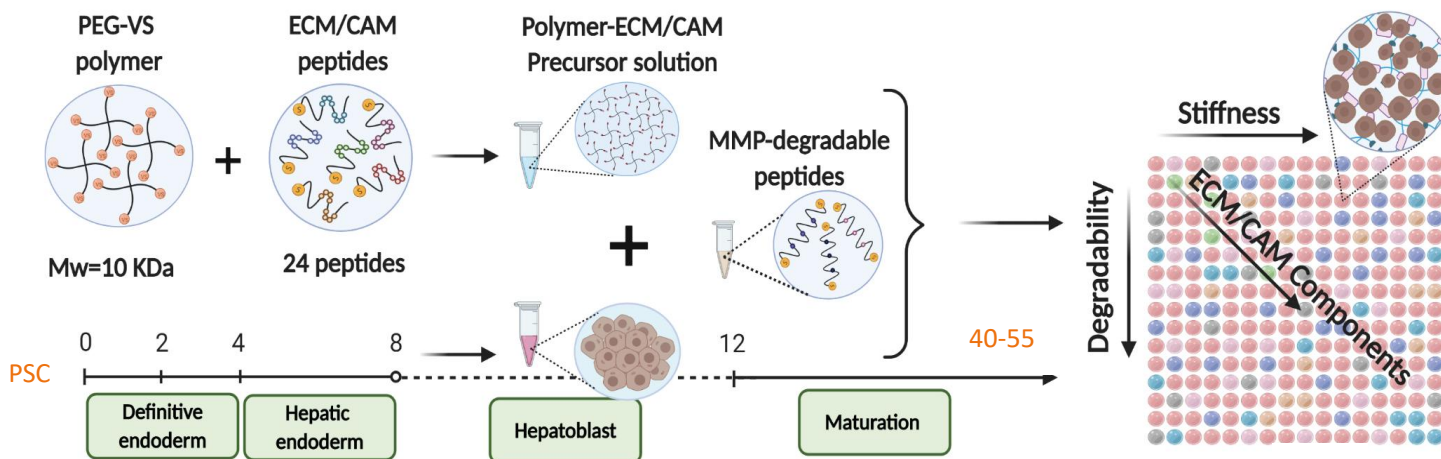 PEG-VS
polymer
Mw=10 KDa
+
ECM/CAM
peptides
24 peptides
Polymer-ECM/CAM
Precursor solution
+
MMP-degradable
peptides
Stiffness
Degradability
ECM/CAM Components
PSC
0 2 4 8 12 40-55
Definitive
endoderm
Hepatic
endoderm
Hepatoblast
Maturation